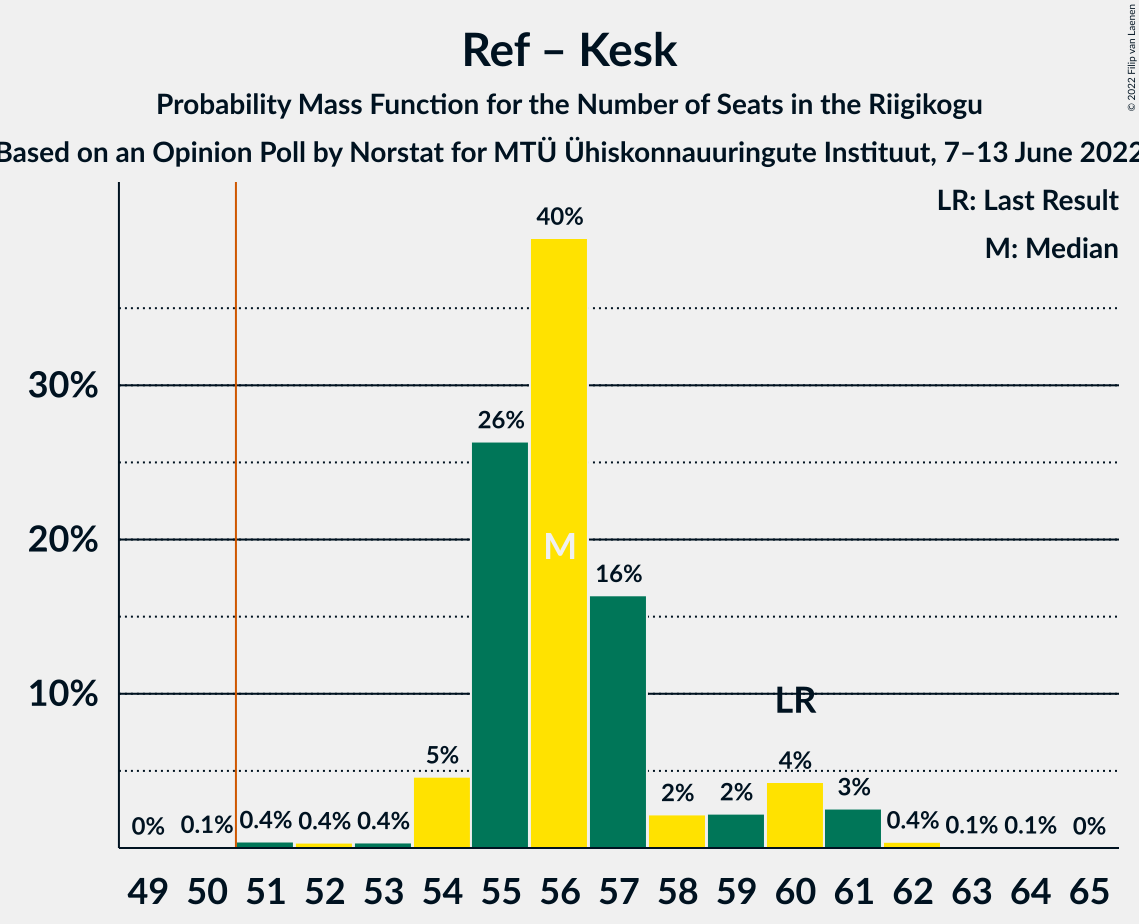 Ref – Kesk
Probability Mass Function for the Number of Seats in the Riigikogu
Based on an Opinion Poll by Norstat for MTÜ Ühiskonnauuringute Instituut, 7–13 June 2022
© 2022 Filip van Laenen
LR: Last Result
M: Median
40%
30%
26%
20%
M
16%
10%
LR
5%
4%
3%
2%
2%
0%
0.1%
0.4%
0.4%
0.4%
0.4%
0.1%
0.1%
0%
49 50 51 52 53 54 55 56 57 58 59 60 61 62 63 64 65